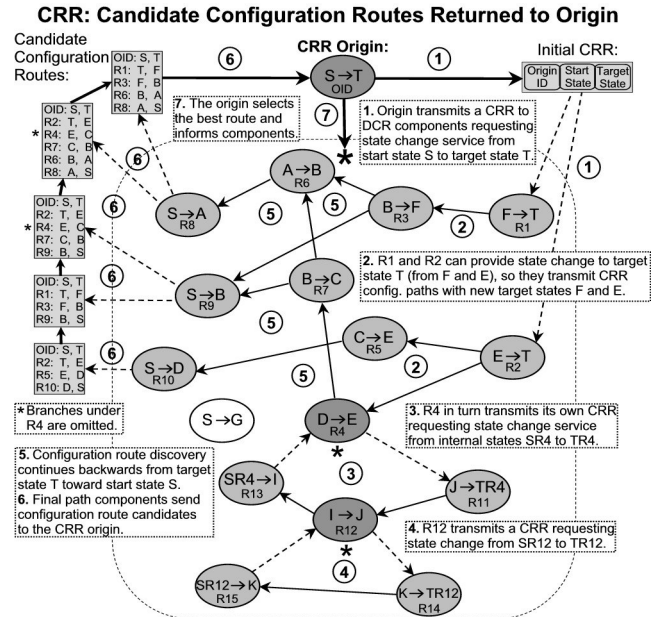 CRR: Candidate Configuration Routes Returned to Origin
Candidate
Configuration
Routes:
OID: S, T
R1: T, F
R3: F, B
R6: B, A
R8: A, S
6
CRR Origin:
S→T
OID
1
Initial CRR:
Origin ID
Start State
Target State
7. The origin selects
the best route and
informs components.
7
*
1. Origin transmits a CRR to
DCR components requesting
state change service from
start state S to target state T.
1
OID: S, T
R2: T, E
* R4: E, C
R7: C, B
R6: B, A
R8: A, S
6
A→B
R6
S→A
R8
5
5
B→F
R3
2
F→T
R1
6
OID: S, T
R2: T, E
* R4: E, C
R7: C, B
R9: B, S
2. R1 and R2 can provide state change to target
state T (from F and E), so they transmit CRR
config. paths with new target states F and E.
B→C
R7
S→B
R9
6
OID: S, T
R1: T, F
R3: F, B
R9: B, S
5
C→E
R5
2
E→T
R2
6
OID: S, T
R2: T, E
R5: E, D
R10: D, S
S→D
R10
5
* Branches under
R4 are omitted.
S→G
D→E
R4
*
3. R4 in turn transmits its own CRR
requesting state change service
from internal states SR4 to TR4.
5. Configuration route discovery
continues backwards from target
state T toward start state S.
6. Final path components send
configuration route candidates
to the CRR origin.
3
SR4→I
R13
J→TR4
R11
I→J
R12
*
4. R12 transmits a CRR requesting
state change from SR12 to TR12.
4
SR12→K
R15
K→TR12
R14